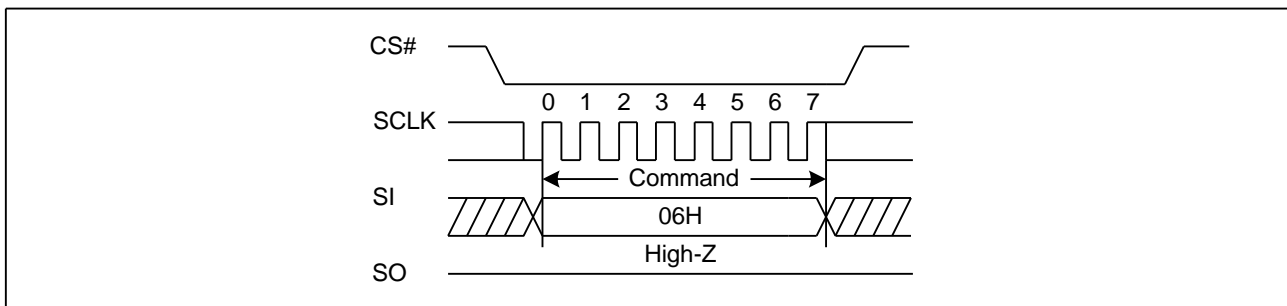 CS#
0 1 2 3 4 5 6 7
SCLK
Command
SI
06H
High-Z
SO